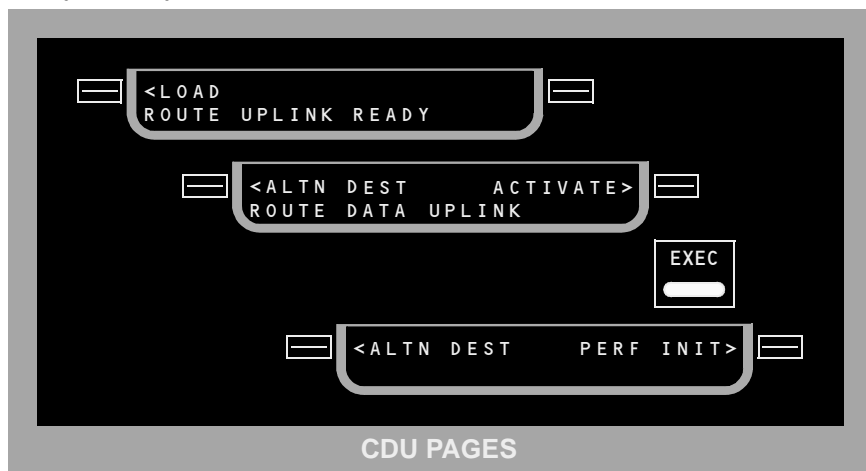 <LOAD
ROUTE UPLINK READY
<ALTN DEST ACTIVATE>
ROUTE DATA UPLINK
EXEC
<ALTN DEST PERF INIT>
CDU PAGES